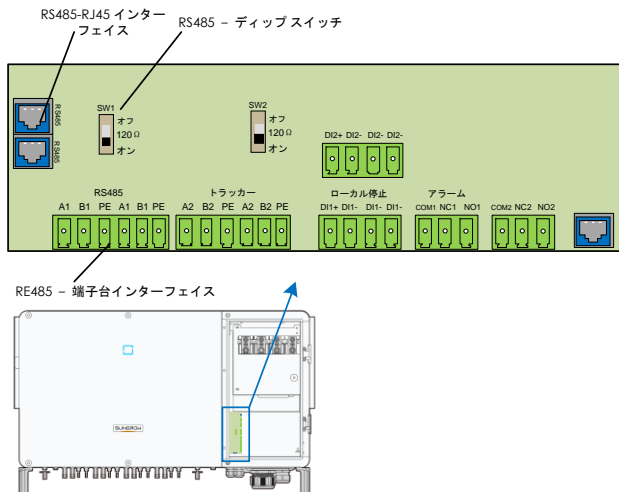 RS485-RJ45 インター
フェイス
RS485 – ディップ スイッチ
RS485
RS485
SW1
オフ
120 Ω
オン
SW2
オフ
120 Ω
オン
DI2+ DI2- DI2- DI2-
RS485
A1 B1 PE A1 B1 PE
トラッカー
A2 B2 PE A2 B2 PE
ローカル停止
DI1+ DI1- DI1- DI1-
アラーム
COM1 NC1 NO1
COM2 NC2 NO2
RE485 – 端子台インターフェイス
SUNGROW